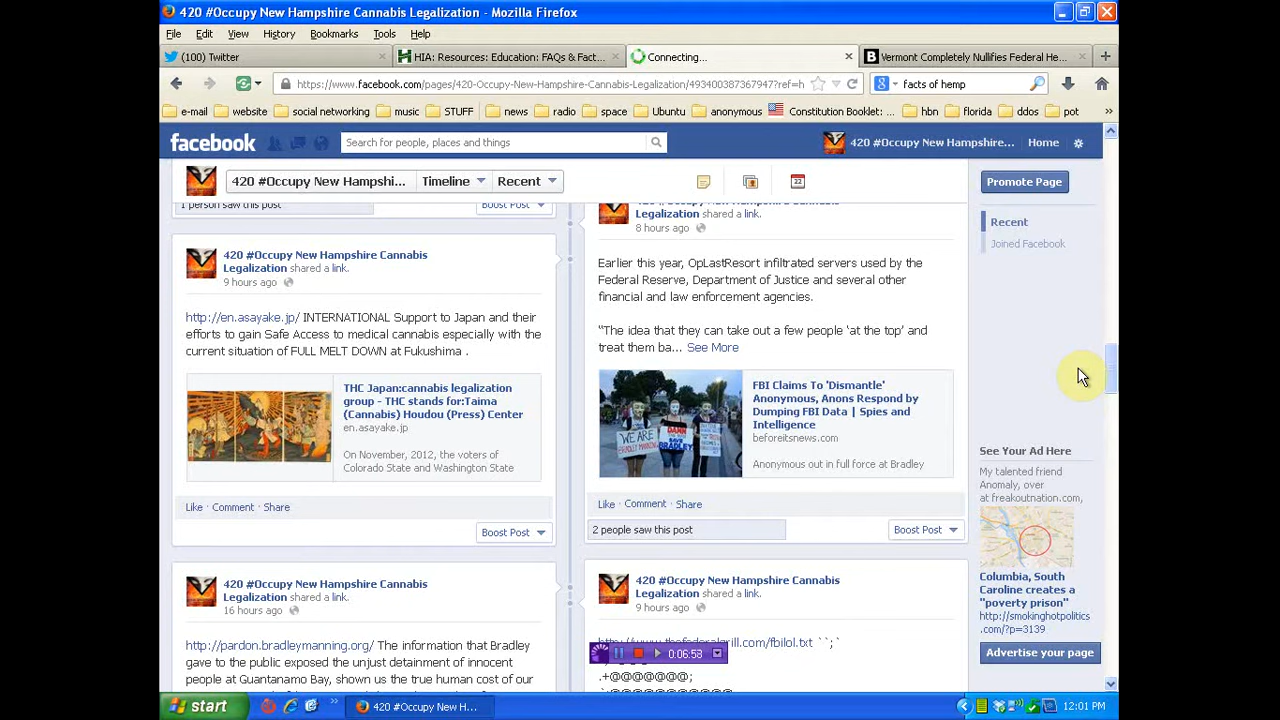 420 #Occupy New Hampshire Cannabis Legalization - Mozilla Firefox
File Edit View History Bookmarks Tools Help
(100) Twitter
HIA: Resources: Education: FAQs & Fact...
Connecting...
Vermont Completely Nullifies Federal He...
https://www.facebook.com/pages/420-Occupy-New-Hampshire-Cannabis-Legalization/493400387367947?ref=h
facts of hemp
e-mail website social networking music STUFF news radio space Ubuntu anonymous Constitution Booklet:... hbn florida ddos pot »
facebook
Search for people, places and things
420 #Occupy New Hampshire... Home
420 #Occupy New Hampshi... Timeline Recent
22
Promote Page
Recent
Joined Facebook
1 person saw this post
Boost Post
420 #Occupy New Hampshire Cannabis
Legalization shared a link.
9 hours ago
http://en.asayake.jp/ INTERNATIONAL Support to Japan and their
efforts to gain Safe Access to medical cannabis especially with the
current situation of FULL MELT DOWN at Fukushima .
THC Japan:cannabis legalization
group - THC stands for:Taima
(Cannabis) Houdou (Press) Center
en.asayake.jp
On November, 2012, the voters of
Colorado State and Washington State
Like · Comment · Share
Boost Post
420 #Occupy New Hampshire Cannabis
Legalization shared a link.
16 hours ago
http://pardon.bradleymanning.org/ The information that Bradley
gave to the public exposed the unjust detainment of innocent
people at Guantanamo Bay, shown us the true human cost of our
Legalization shared a link.
8 hours ago
Earlier this year, OpLastResort infiltrated servers used by the
Federal Reserve, Department of Justice and several other
financial and law enforcement agencies.
"The idea that they can take out a few people ‘at the top’ and
treat them ba... See More
FBI Claims To 'Dismantle'
Anonymous, Anons Respond by
Dumping FBI Data | Spies and
Intelligence
beforeitsnews.com
Anonymous out in full force at Bradley
WE ARE
BRADLEY
MANNING
Like · Comment · Share
2 people saw this post
Boost Post
420 #Occupy New Hampshire Cannabis
Legalization shared a link.
9 hours ago
http://www.thefederalgrill.com/fbilol.txt ``;`
0:06:58
.+@@@@@@@;
See Your Ad Here
My talented friend
Anomaly, over
at freakoutnation.com,
Columbia, South
Caroline creates a
"poverty prison"
http://smokinghotpolitics
.com/?p=3139
Advertise your page
start
420 #Occupy New H...
12:01 PM